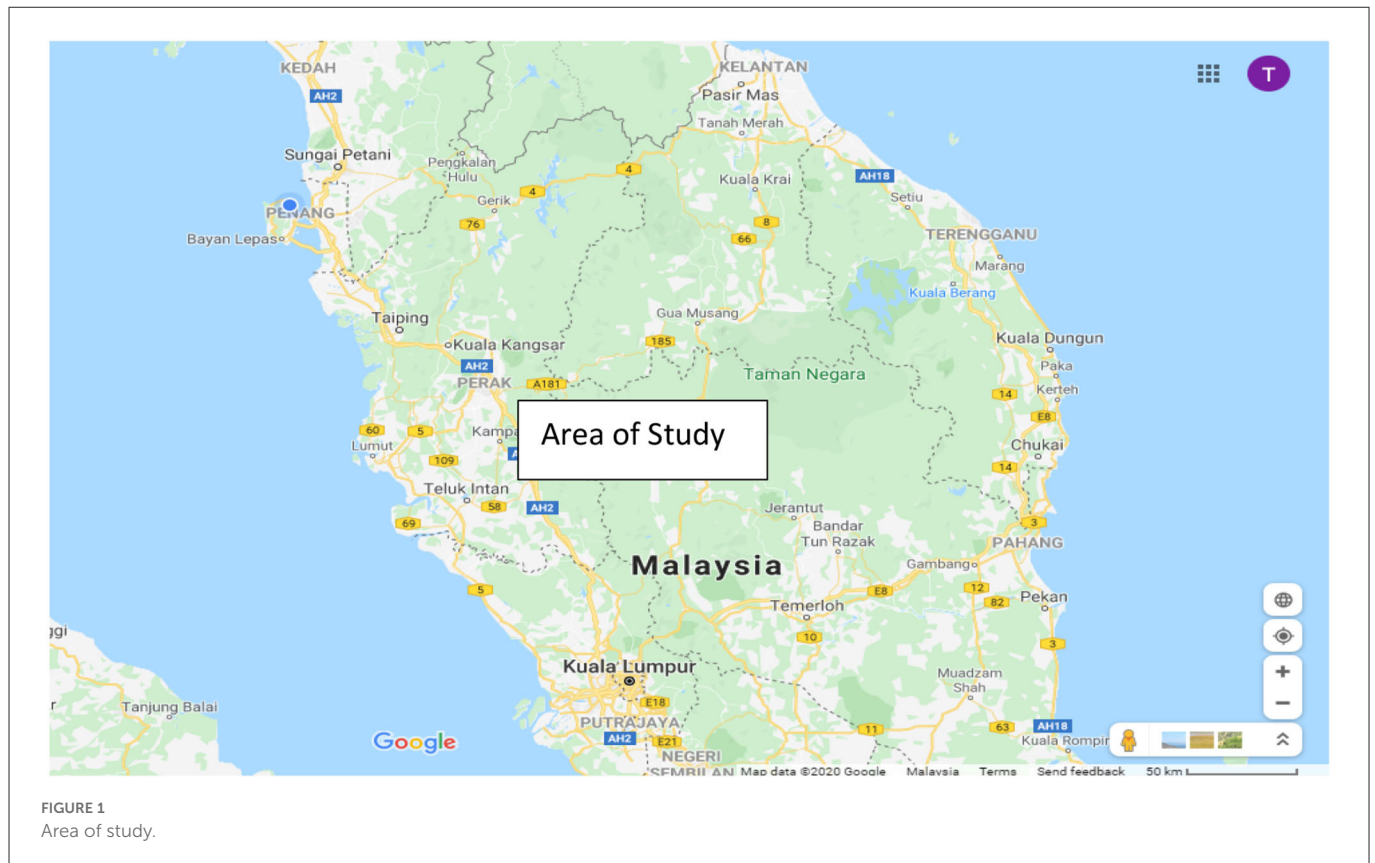 KEDAH
KELANTAN
T
AH2
Pasir Mas
Tanah Merah
Sungai Petani
Pengkalan
Hulu
4
Kuala Krai
AH18
4
Gerik
Setiu
PENANG
76
8
Bayan Lepas
66
TERENGGANU
Marang
Kuala Berang
Taiping
Gua Musang
Kuala Kangsar
185
Kuala Dungun
AH2
Taman Negara
Paka
PERAK
A181
Kerteh
14
E8
60
5
Kampa
Area of Study
Lumut
Chukai
109
14
Teluk Intan
58
AH2
Jerantut
69
Bandar
Tun Razak
3
PAHANG
Malaysia
Gambang
5
E8
12
82
Pekan
Temerloh
10
3
ggi
Kuala Lumpur
Muadzam
Shah
r
Tanjung Balai
E18
PUTRAJAYA
11
63
AH18
Google
AH2
E21
Kuala Rompin
NEGERI
SEMBILAN
Map data ©2020 Google Malaysia Terms Send feedback 50 km
FIGURE 1
Area of study.